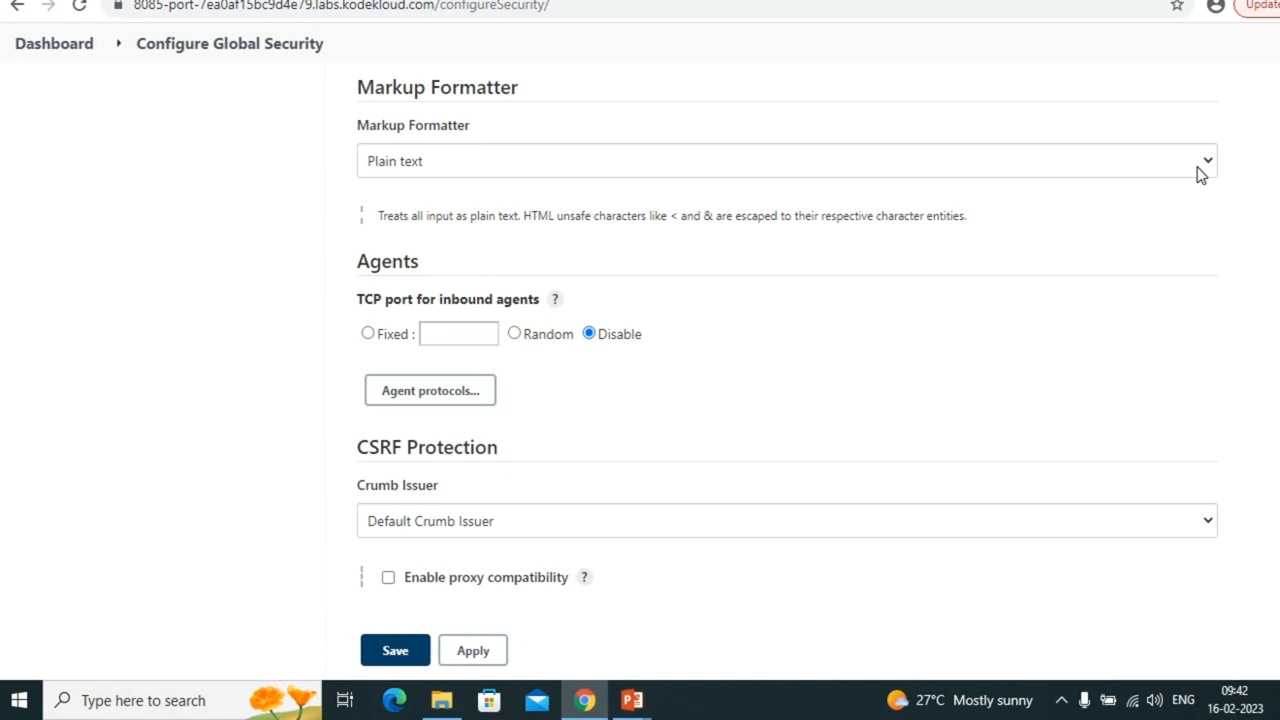 8085-port-7ea0af15bc9d4e79.labs.kodekloud.com/configureSecurity/
Update
Dashboard Configure Global Security
Markup Formatter
Markup Formatter
Plain text
Treats all input as plain text. HTML unsafe characters like < and & are escaped to their respective character entities.
Agents
TCP port for inbound agents ?
Fixed : Random Disable
Agent protocols...
CSRF Protection
Crumb Issuer
Default Crumb Issuer
Enable proxy compatibility ?
Save Apply
Type here to search 27°C Mostly sunny ENG 09:42
16-02-2023